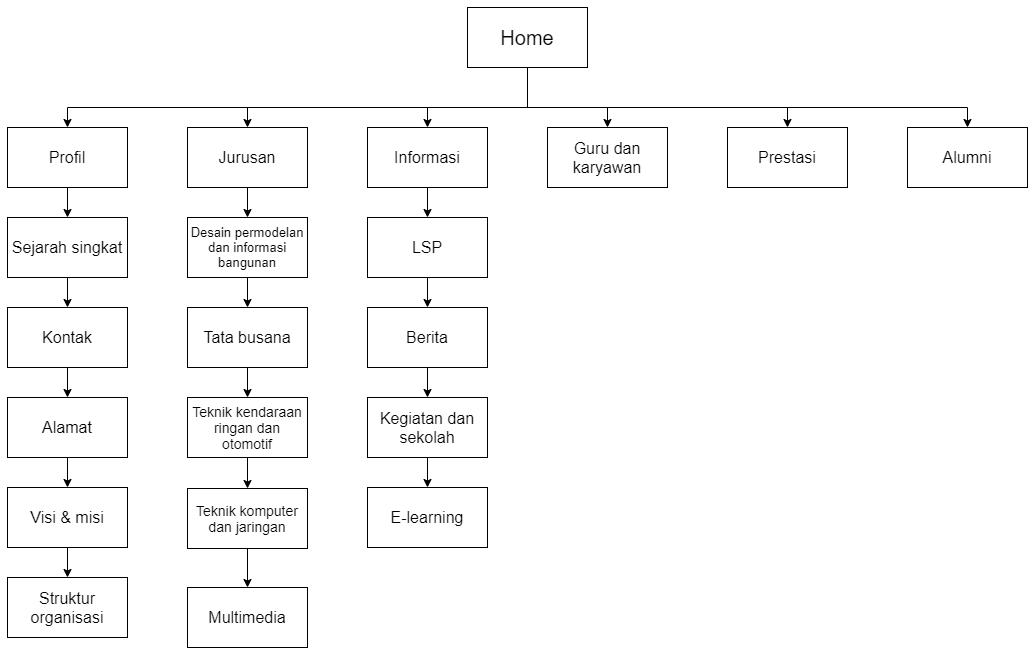 Home
Profil
Jurusan
Informasi
Guru dan
karyawan
Prestasi
Alumni
Sejarah singkat
Desain permodelan
dan informasi
bangunan
LSP
Kontak
Tata busana
Berita
Alamat
Teknik kendaraan
ringan dan
otomotif
Kegiatan dan
sekolah
Visi & misi
Teknik komputer
dan jaringan
E-learning
Struktur
organisasi
Multimedia